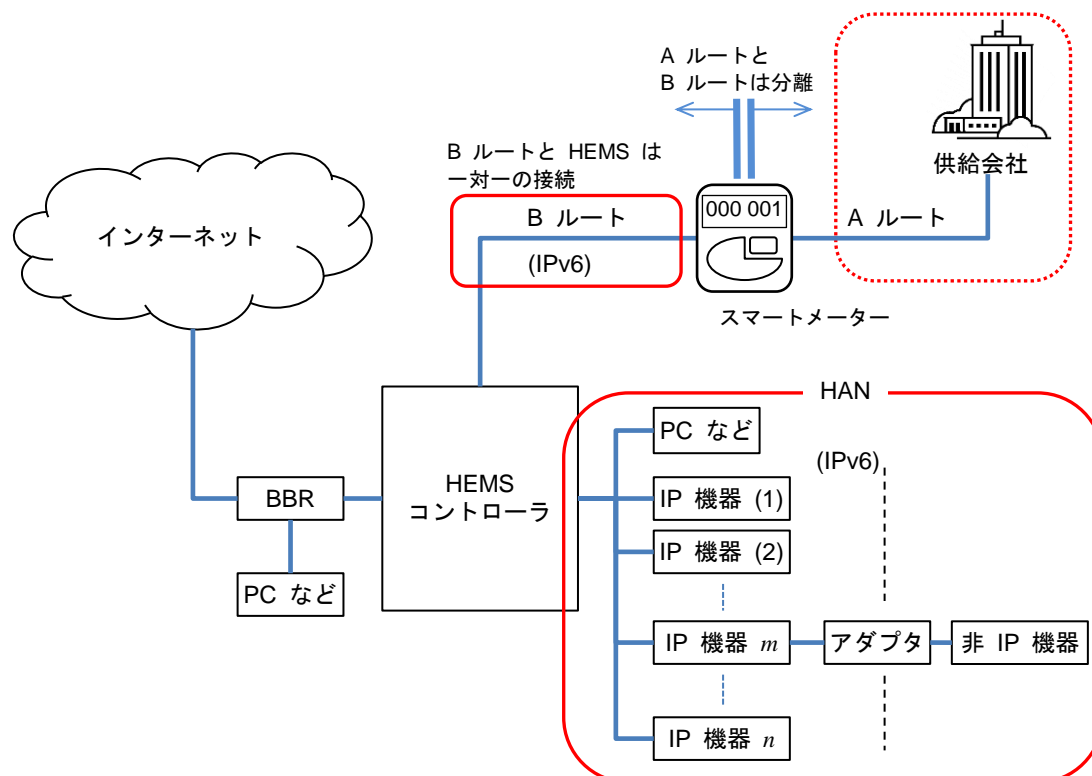 A ルートと
B ルートは分離
供給会社
B ルートと HEMS は
一対一の接続
B ルート
(IPv6)
000 001
A ルート
スマートメーター
インターネット
HAN
PC など
(IPv6)
IP 機器 (1)
IP 機器 (2)
BBR
HEMS
コントローラ
PC など
IP 機器 m
アダプタ
非 IP 機器
IP 機器 n